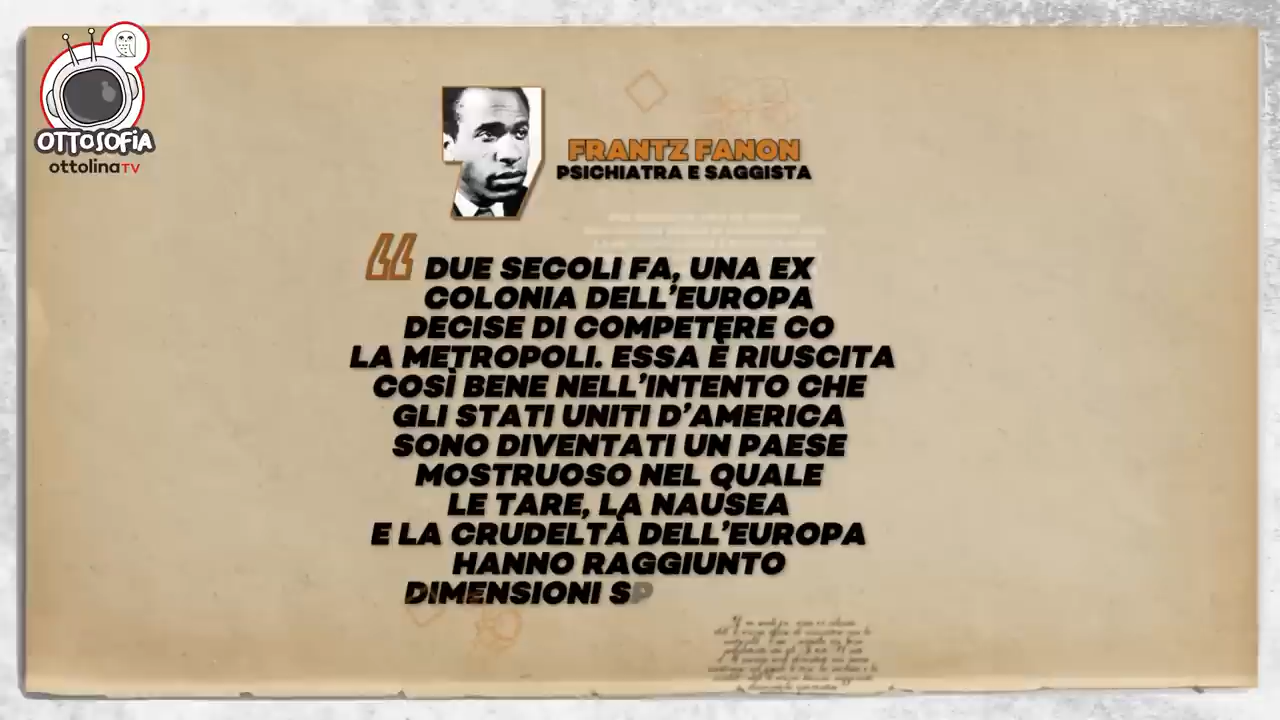 OTTOSOFIA
ottolinaTV
FRANTZ FANON
PSICHIATRA E SAGGISTA
DUE SECOLI FA, UNA EX
COLONIA DELL’EUROPA
DECISE DI COMPETERE CO
LA METROPOLI. ESSA È RIUSCITA
COSÌ BENE NELL’INTENTO CHE
GLI STATI UNITI D’AMERICA
SONO DIVENTATI UN PAESE
MOSTRUOSO NEL QUALE
LE TARE, LA NAUSEA
E LA CRUDELTÀ DELL’EUROPA
HANNO RAGGIUNTO
DIMENSIONI SP